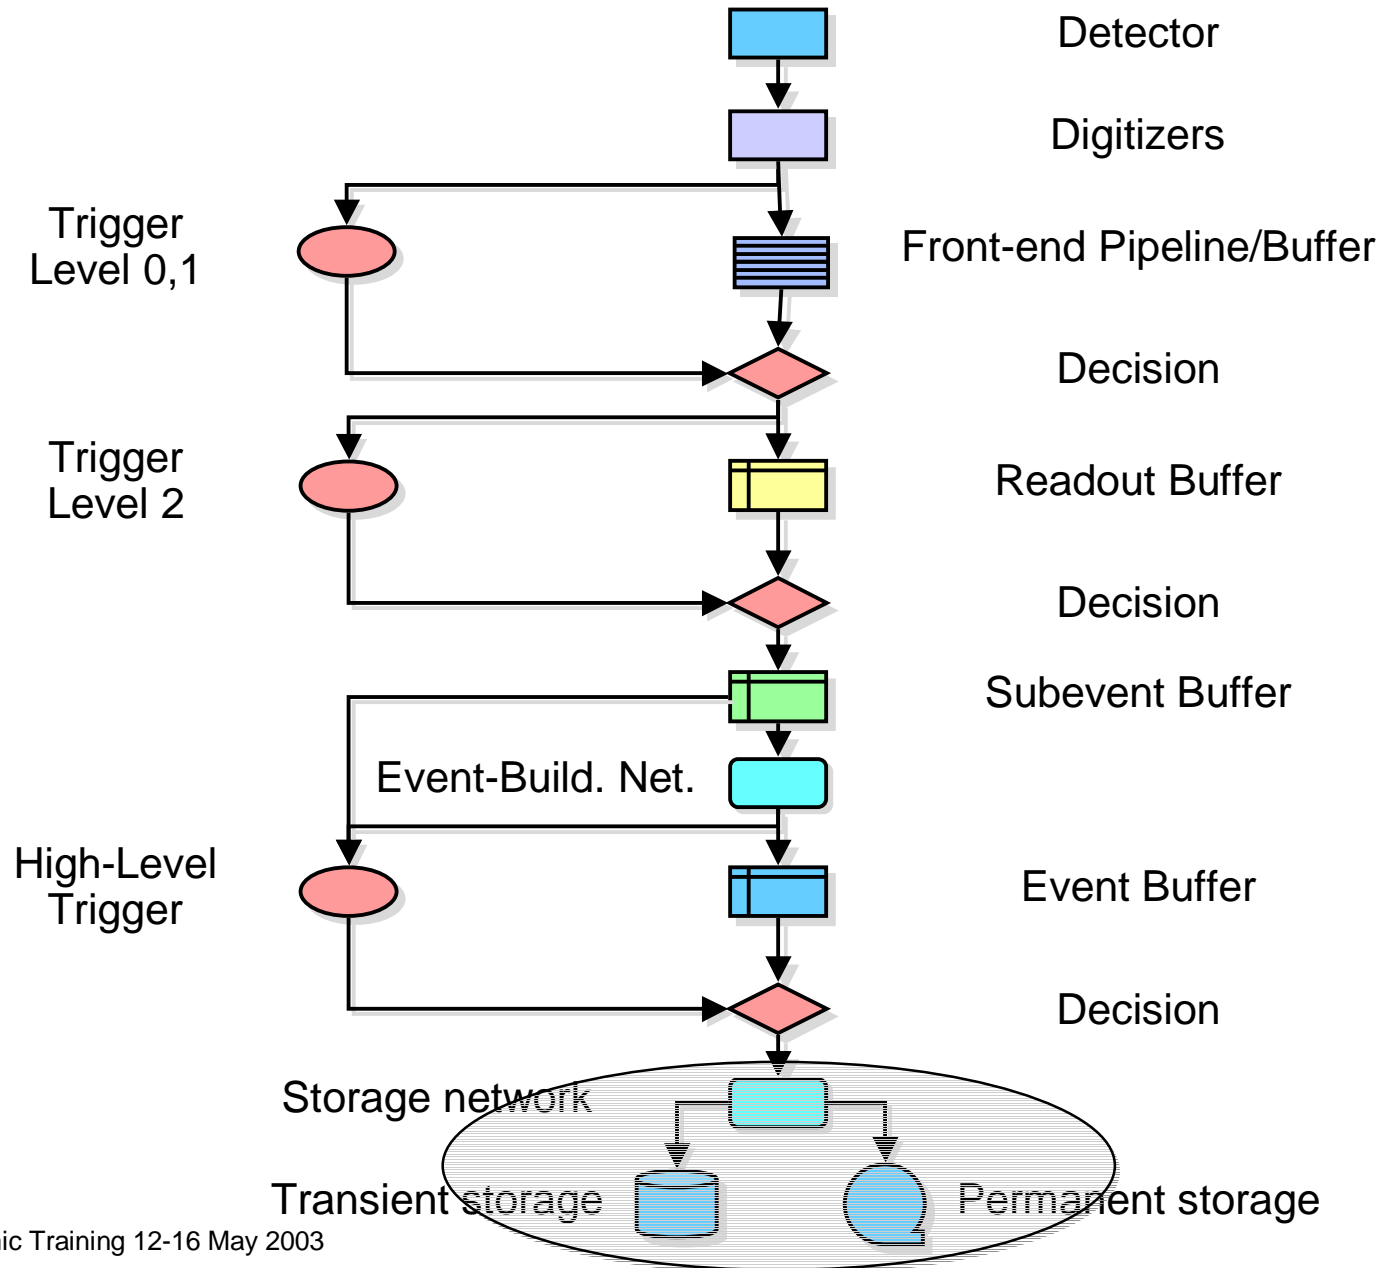 Detector
Digitizers
Trigger
Level 0,1
Front-end Pipeline/Buffer
Decision
Trigger
Level 2
Readout Buffer
Decision
Subevent Buffer
Event-Build. Net.
High-Level
Trigger
Event Buffer
Decision
Storage network
Transient storage
Permanent storage
Training 12-16 May 2003